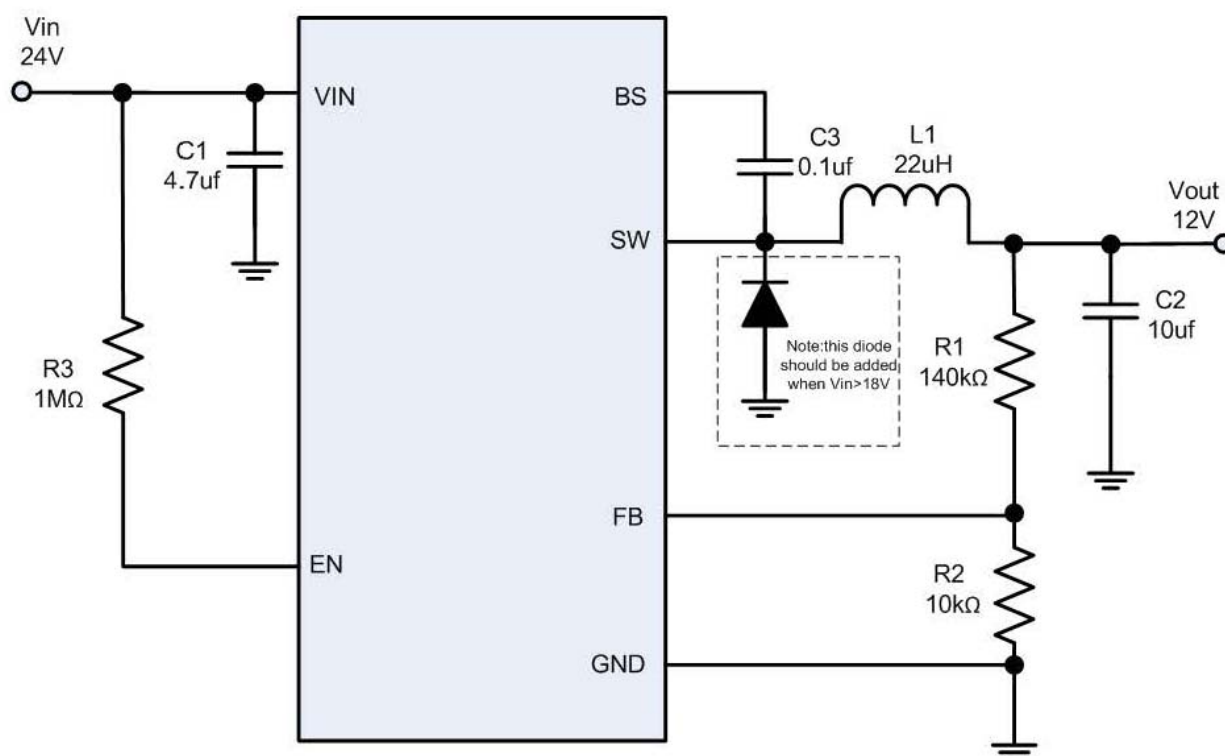 Vin
24V
VIN
C1
4.7uf
R3
1MΩ
EN
BS
SW
FB
GND
C3
0.1uf
L1
22uH
Vout
12V
Note:this diode
should be added
when Vin>18V
R1
140kΩ
C2
10uf
R2
10kΩ